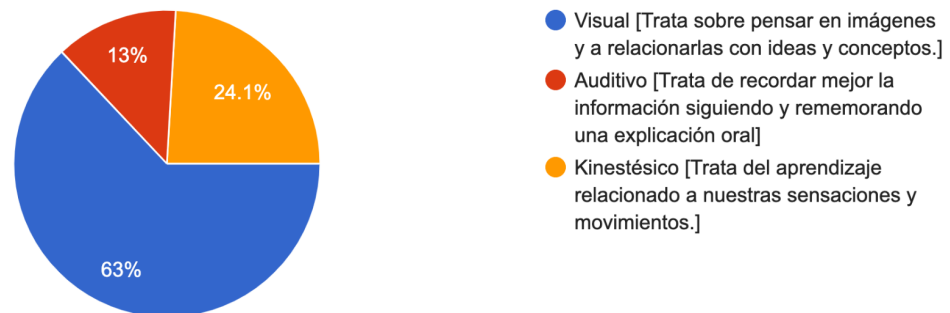 13%
24.1%
63%
Visual [Trata sobre pensar en imágenes
y a relacionarlas con ideas y conceptos.]
Auditivo [Trata de recordar mejor la
información siguiendo y rememorando
una explicación oral]
Kinestésico [Trata del aprendizaje
relacionado a nuestras sensaciones y
movimientos.]